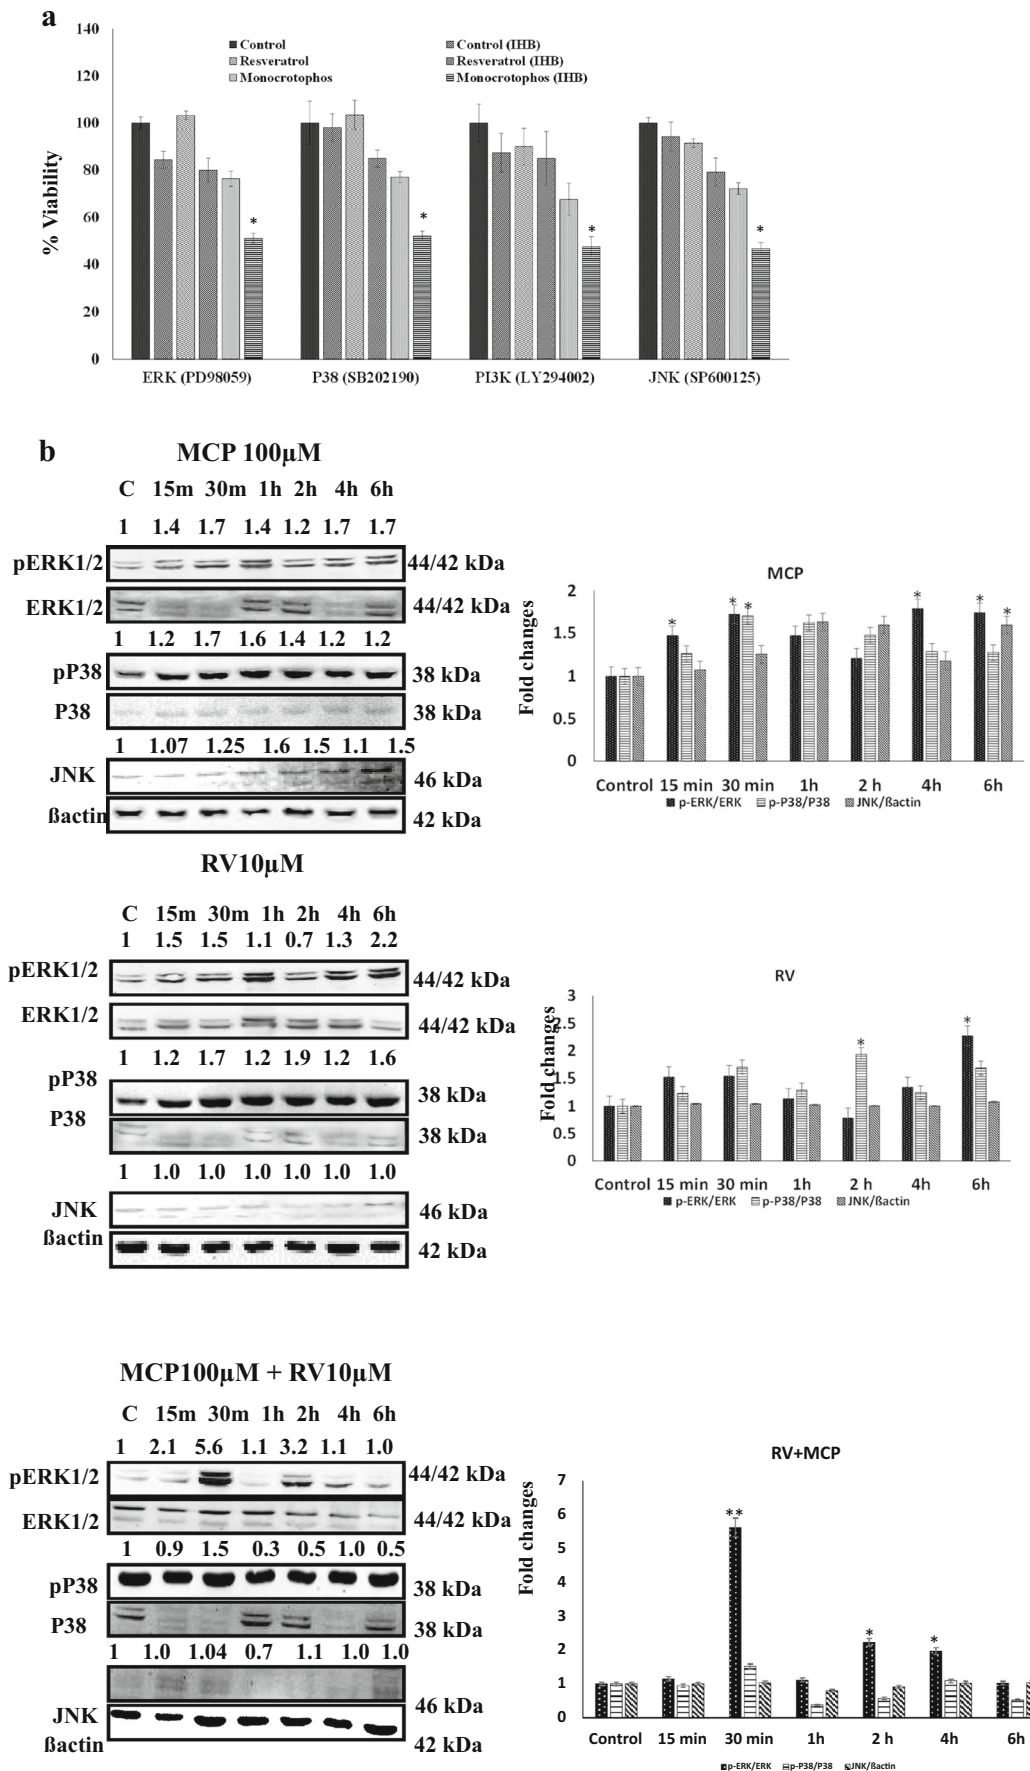 a
140
120
100
80
60
40
20
0
% Viability
Control
Control (IHB)
Resveratrol
Resveratrol (IHB)
Monocrotophos
Monocrotophos (IHB)
* * * *
ERK (PD98059) P38 (SB202190) PI3K (LY294002) JNK (SP600125)
b
MCP 100µM
C 15m 30m 1h 2h 4h 6h
1 1.4 1.7 1.4 1.2 1.7 1.7
pERK1/2 44/42 kDa
ERK1/2 44/42 kDa
1 1.2 1.7 1.6 1.4 1.2 1.2
pP38 38 kDa
P38 38 kDa
1 1.07 1.25 1.6 1.5 1.1 1.5
JNK 46 kDa
ßactin 42 kDa
MCP
Fold changes
2
1.5
1
0.5
0
* * * * * *
Control 15 min 30 min 1h 2 h 4h 6h
p-ERK/ERK p-P38/P38 JNK/ßactin
RV10µM
C 15m 30m 1h 2h 4h 6h
1 1.5 1.5 1.1 0.7 1.3 2.2
pERK1/2 44/42 kDa
ERK1/2 44/42 kDa
1 1.2 1.7 1.2 1.9 1.2 1.6
pP38 38 kDa
P38 38 kDa
1 1.0 1.0 1.0 1.0 1.0 1.0
JNK 46 kDa
ßactin 42 kDa
RV
Fold changes
3
2.5
2
1.5
1
0.5
0
* *
Control 15 min 30 min 1h 2 h 4h 6h
p-ERK/ERK p-P38/P38 JNK/ßactin
MCP100µM + RV10µM
C 15m 30m 1h 2h 4h 6h
1 2.1 5.6 1.1 3.2 1.1 1.0
pERK1/2 44/42 kDa
ERK1/2 44/42 kDa
1 0.9 1.5 0.3 0.5 1.0 0.5
pP38 38 kDa
P38 38 kDa
1 1.0 1.04 0.7 1.1 1.0 1.0
46 kDa
JNK
ßactin 42 kDa
RV+MCP
Fold changes
7
6
5
4
3
2
1
0
** * *
Control 15 min 30 min 1h 2 h 4h 6h
p-ERK/ERK p-P38/P38 JNK/ßactin